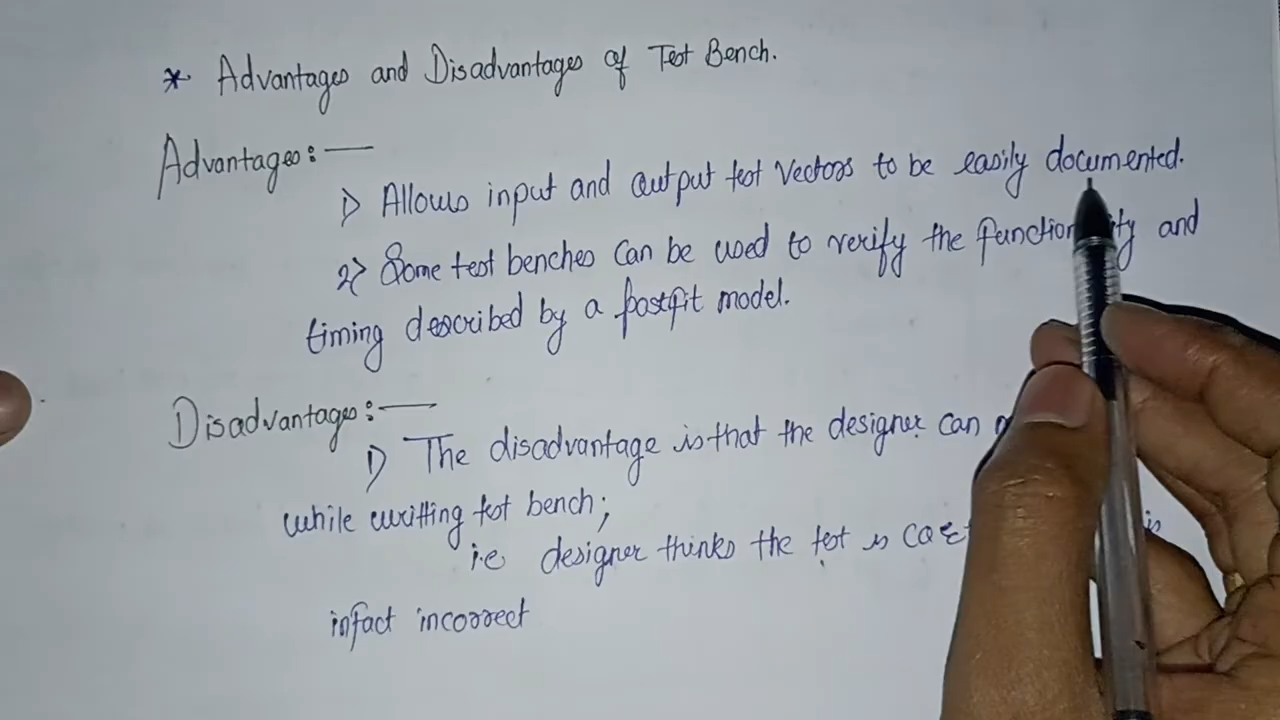 * Advantages and Disadvantages of Test Bench.
Advantages:—
1) Allows input and output test vectors to be easily documented.
2) Some test benches can be used to verify the and
timing described by a postfit model.
Disadvantages:—
1) The disadvantage is that the designer can
while writting test bench;
i.e designer thinks the test is is
infact incorrect